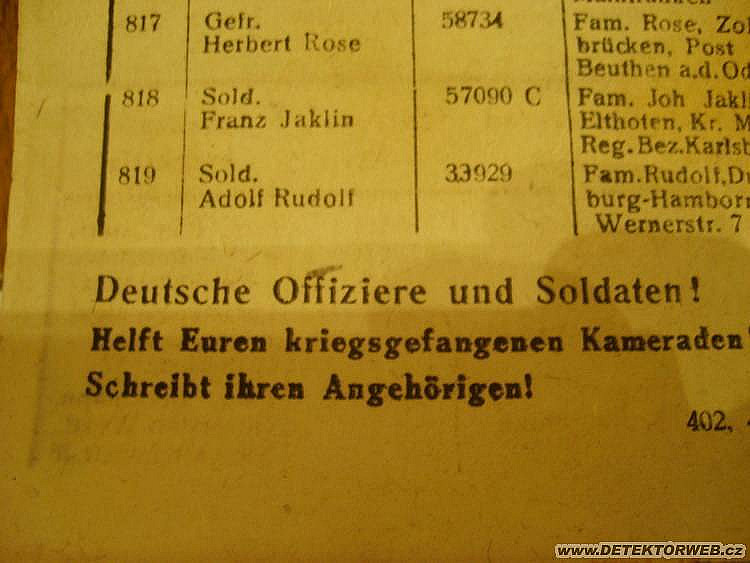 817 Gefr. 58734 Fam. Rose,
Herbert Rose brücken, Post
Beuthen a.d.Od
818 Sold. 57090 C Fam. Joh Jakli
Franz Jaklin Elthoten, Kr. M
Reg.Bez.Karlsb
819 Sold. 33929 Fam.Rudolf,Du
Adolf Rudolf burg-Hamborn
Wernerstr. 7
Deutsche Offiziere und Soldaten!
Helft Euren kriegsgefangenen Kameraden
Schreibt ihren Angehörigen!
402,
www.DETEKTORWEB.cz